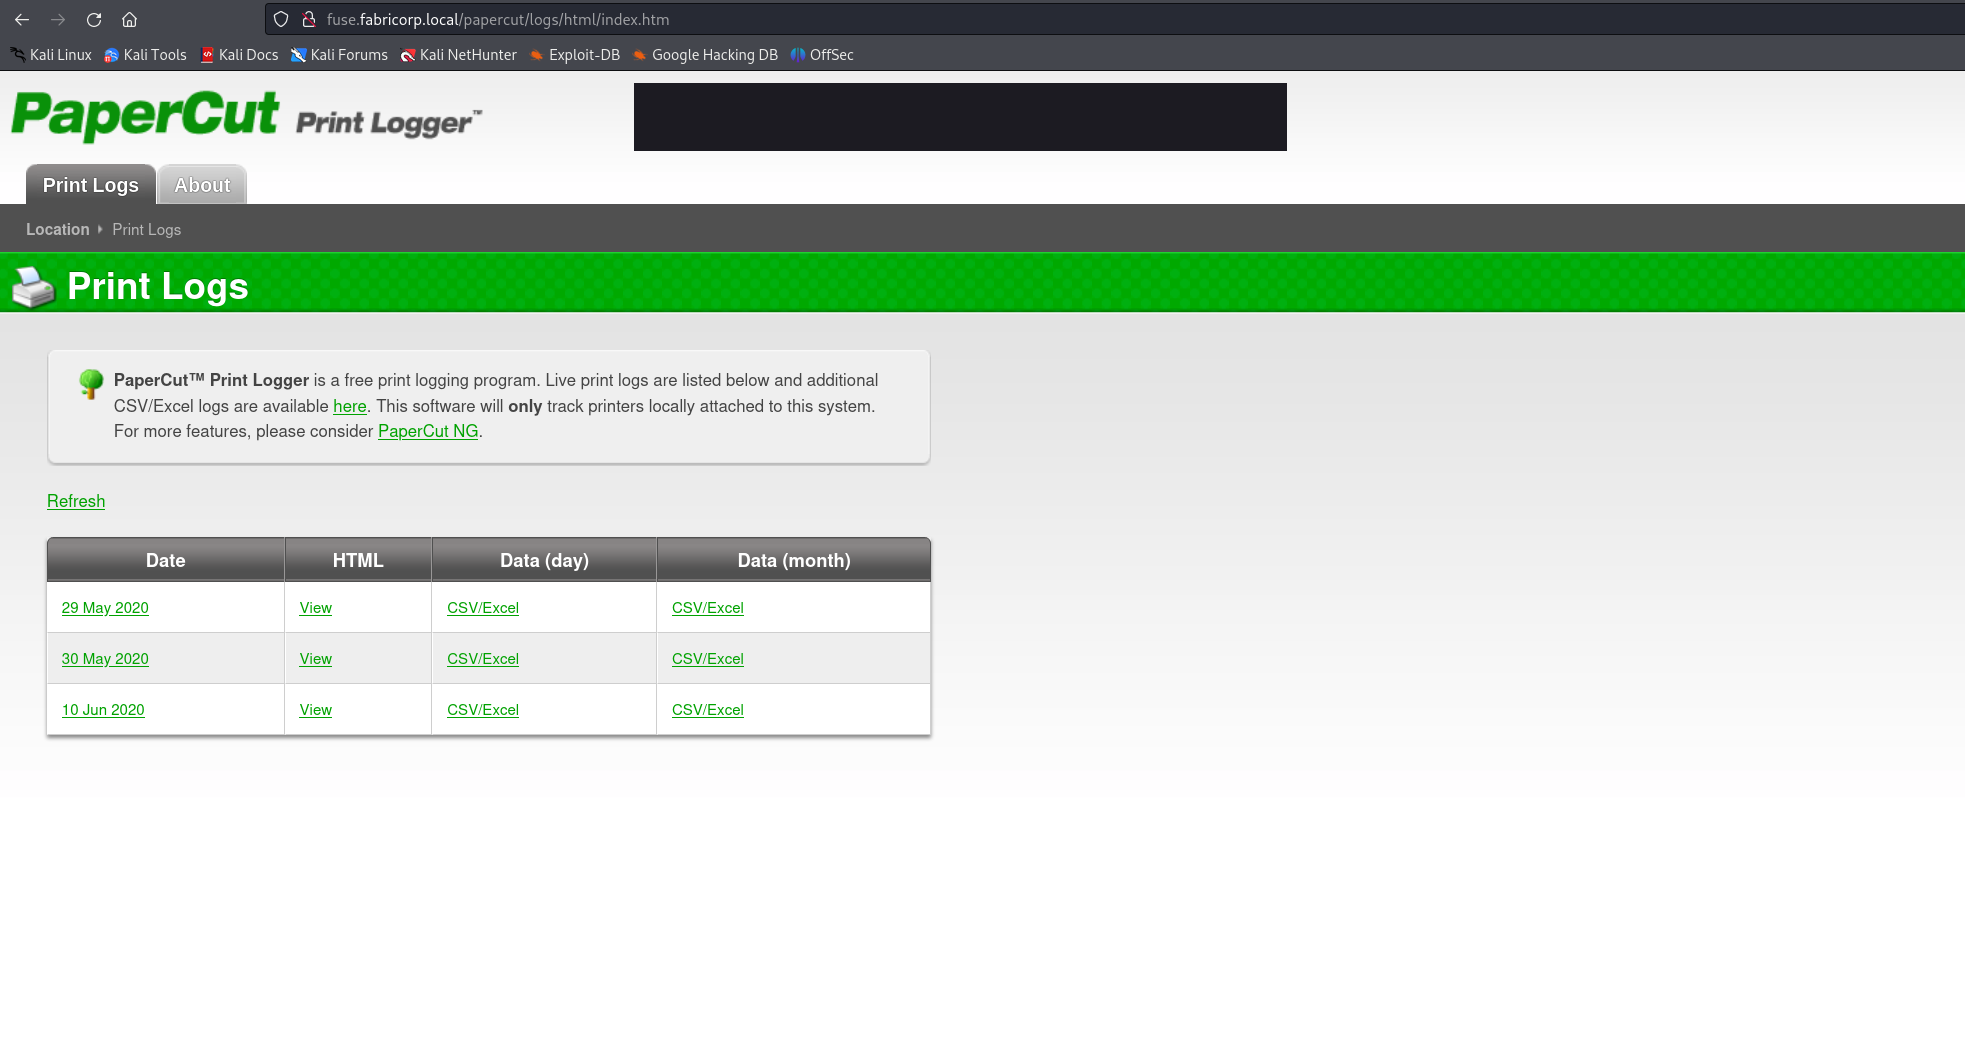 fuse.fabricorp.local/papercut/logs/html/index.htm
Kali Linux Kali Tools Kali Docs Kali Forums Kali NetHunter Exploit-DB Google Hacking DB OffSec
PaperCut Print Logger™
Print Logs About
Location Print Logs
Print Logs
PaperCut™ Print Logger is a free print logging program. Live print logs are listed below and additional
CSV/Excel logs are available here. This software will only track printers locally attached to this system.
For more features, please consider PaperCut NG.
Refresh
Date HTML Data (day) Data (month)
29 May 2020 View CSV/Excel CSV/Excel
30 May 2020 View CSV/Excel CSV/Excel
10 Jun 2020 View CSV/Excel CSV/Excel